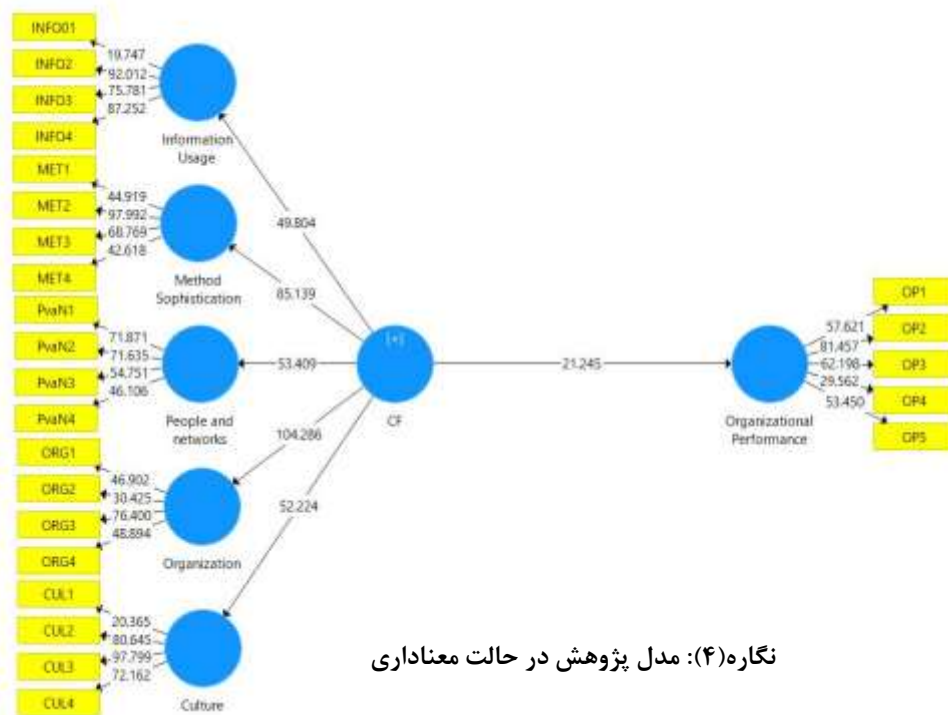 INFO01
INFO2
INFO3
INFO4
19.747
92.012
75.781
87.252
Information
Usage
MET1
MET2
MET3
MET4
44.919
97.992
68.769
42.618
Method
Sophistication
PvaN1
PvaN2
PvaN3
PvaN4
71.871
71.635
54.751
46.106
People and
networks
ORG1
ORG2
ORG3
ORG4
46.902
30.425
76.400
48.894
Organization
CUL1
CUL2
CUL3
CUL4
20.365
80.645
97.799
72.162
Culture
49.804
85.139
53.409
104.286
52.224
[+]
CF
21.245
Organizational
Performance
57.621
81.457
62.198
29.562
53.450
OP1
OP2
OP3
OP4
OP5
نگاره(۴): مدل پژوهش در حالت معناداری